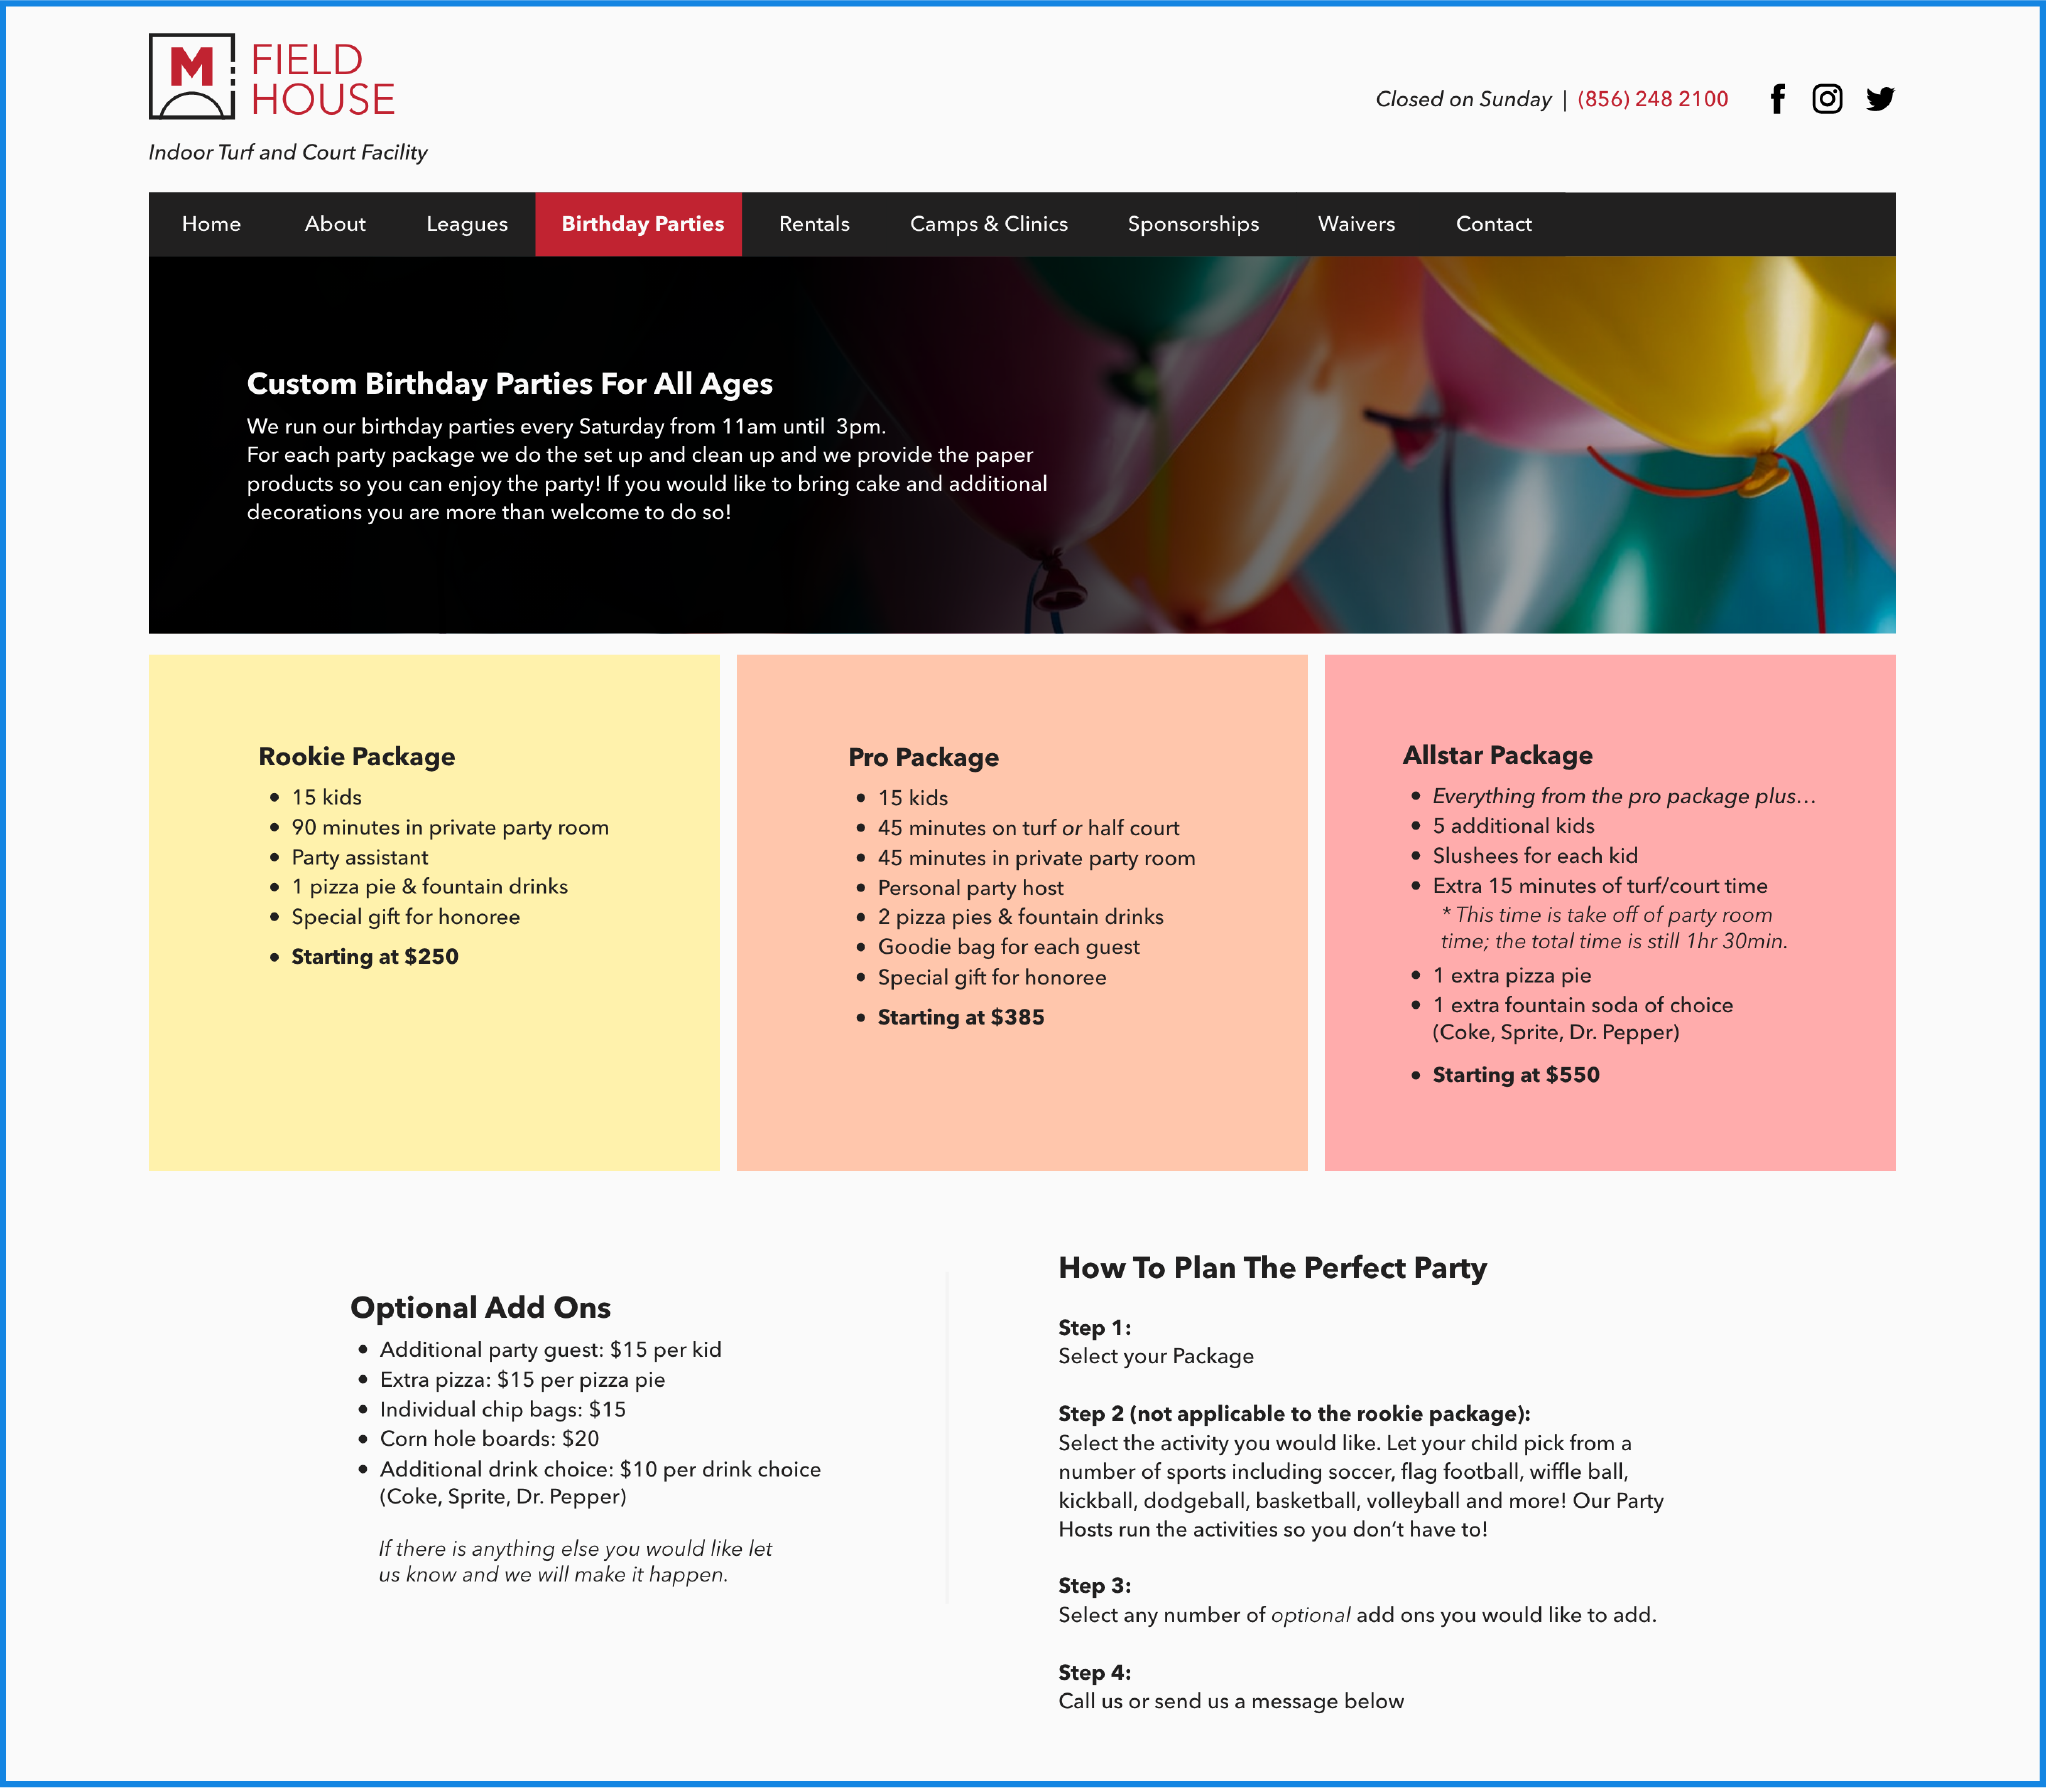 M FIELD
HOUSE
Indoor Turf and Court Facility
Closed on Sunday | (856) 248 2100
Home About Leagues Birthday Parties Rentals Camps & Clinics Sponsorships Waivers Contact
Custom Birthday Parties For All Ages
We run our birthday parties every Saturday from 11am until 3pm.
For each party package we do the set up and clean up and we provide the paper
products so you can enjoy the party! If you would like to bring cake and additional
decorations you are more than welcome to do so!
Rookie Package
• 15 kids
• 90 minutes in private party room
• Party assistant
• 1 pizza pie & fountain drinks
• Special gift for honoree
• Starting at $250
Pro Package
• 15 kids
• 45 minutes on turf or half court
• 45 minutes in private party room
• Personal party host
• 2 pizza pies & fountain drinks
• Goodie bag for each guest
• Special gift for honoree
• Starting at $385
Allstar Package
• Everything from the pro package plus...
• 5 additional kids
• Slushees for each kid
• Extra 15 minutes of turf/court time
* This time is take off of party room
time; the total time is still 1hr 30min.
• 1 extra pizza pie
• 1 extra fountain soda of choice
(Coke, Sprite, Dr. Pepper)
• Starting at $550
Optional Add Ons
• Additional party guest: $15 per kid
• Extra pizza: $15 per pizza pie
• Individual chip bags: $15
• Corn hole boards: $20
• Additional drink choice: $10 per drink choice
(Coke, Sprite, Dr. Pepper)
If there is anything else you would like let
us know and we will make it happen.
How To Plan The Perfect Party
Step 1:
Select your Package
Step 2 (not applicable to the rookie package):
Select the activity you would like. Let your child pick from a
number of sports including soccer, flag football, wiffle ball,
kickball, dodgeball, basketball, volleyball and more! Our Party
Hosts run the activities so you don't have to!
Step 3:
Select any number of optional add ons you would like to add.
Step 4:
Call us or send us a message below